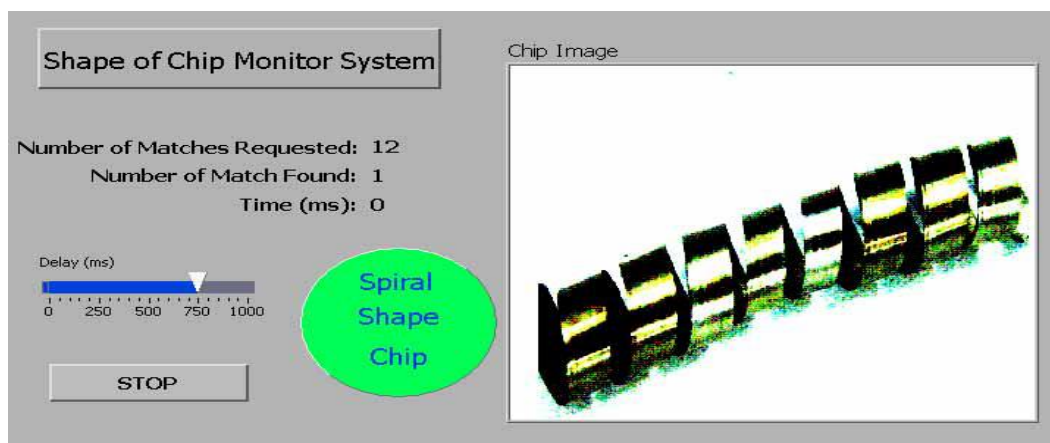 Shape of Chip Monitor System
Number of Matches Requested: 12
Number of Match Found: 1
Time (ms): 0
Delay (ms)
0 250 500 750 1000
STOP
Spiral
Shape
Chip
Chip Image